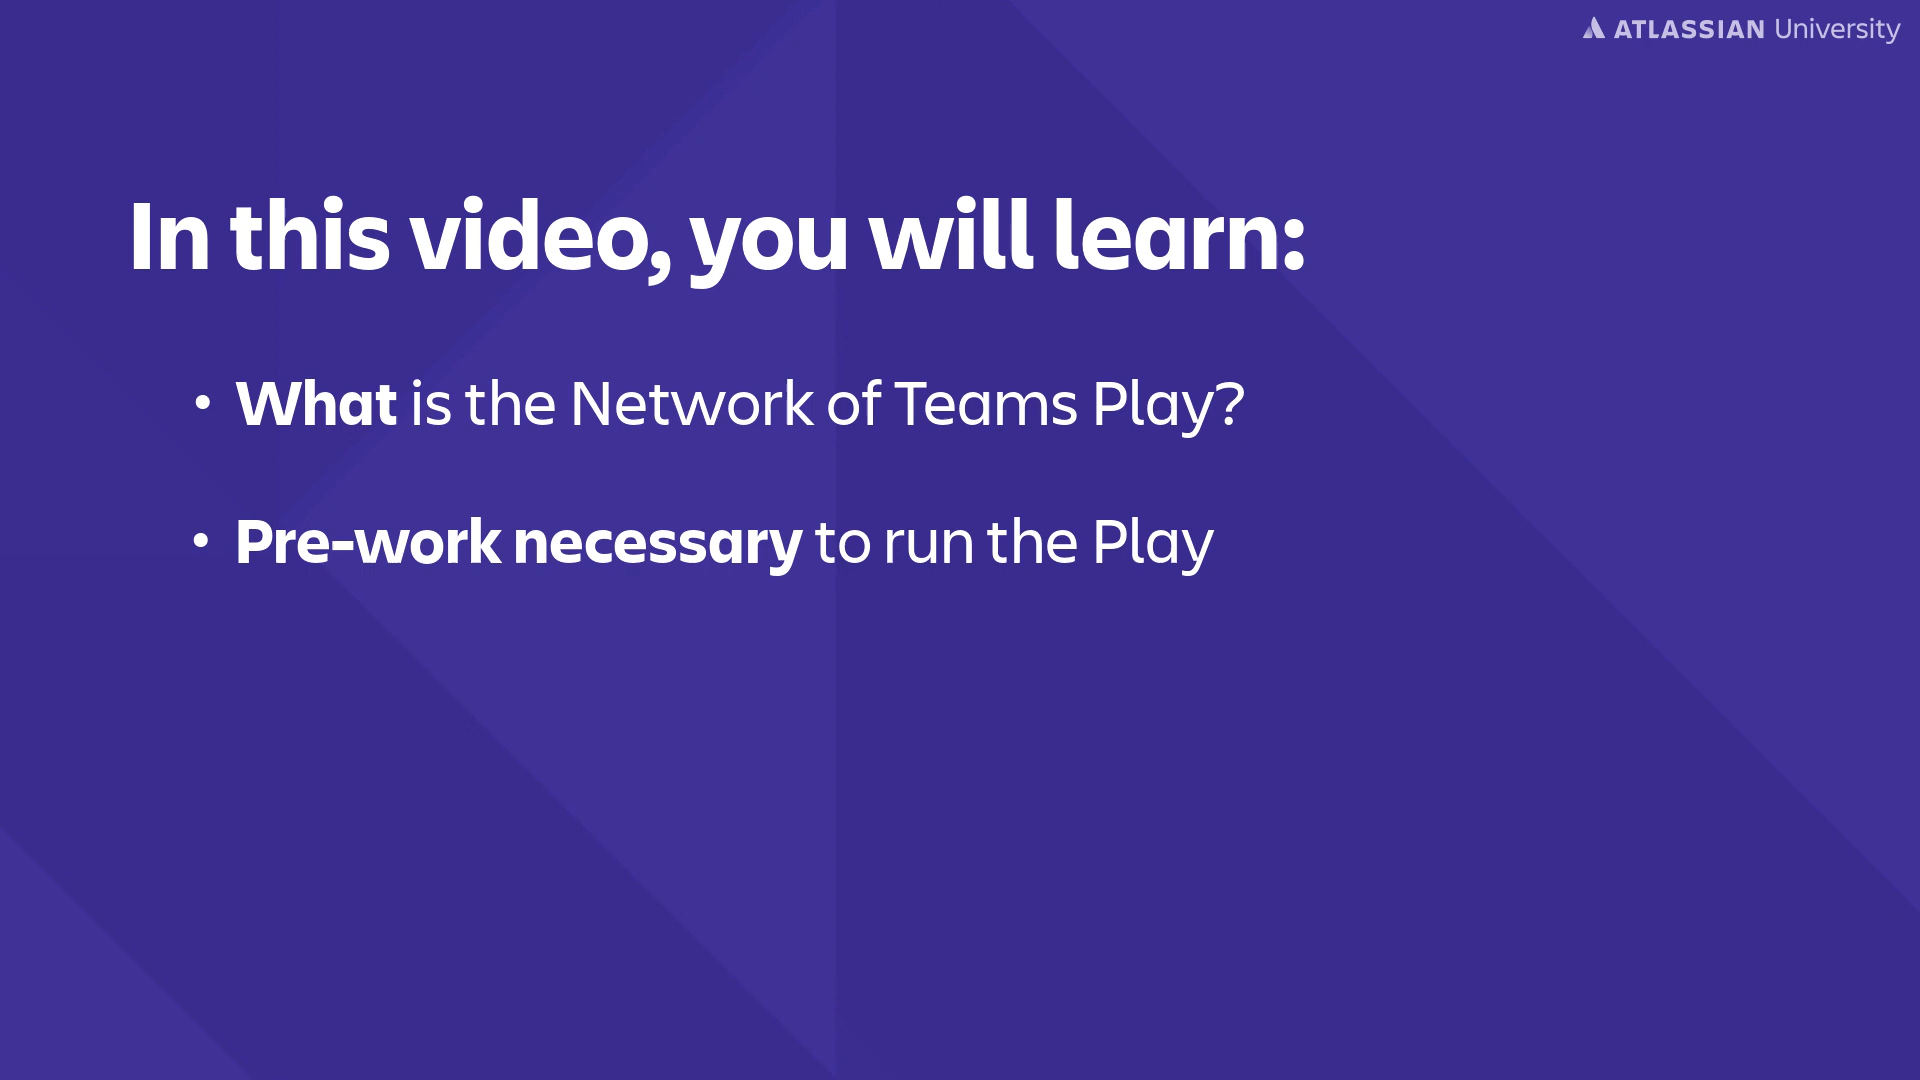 ATLASSIAN University
In this video, you will learn:
• What is the Network of Teams Play?
• Pre-work necessary to run the Play